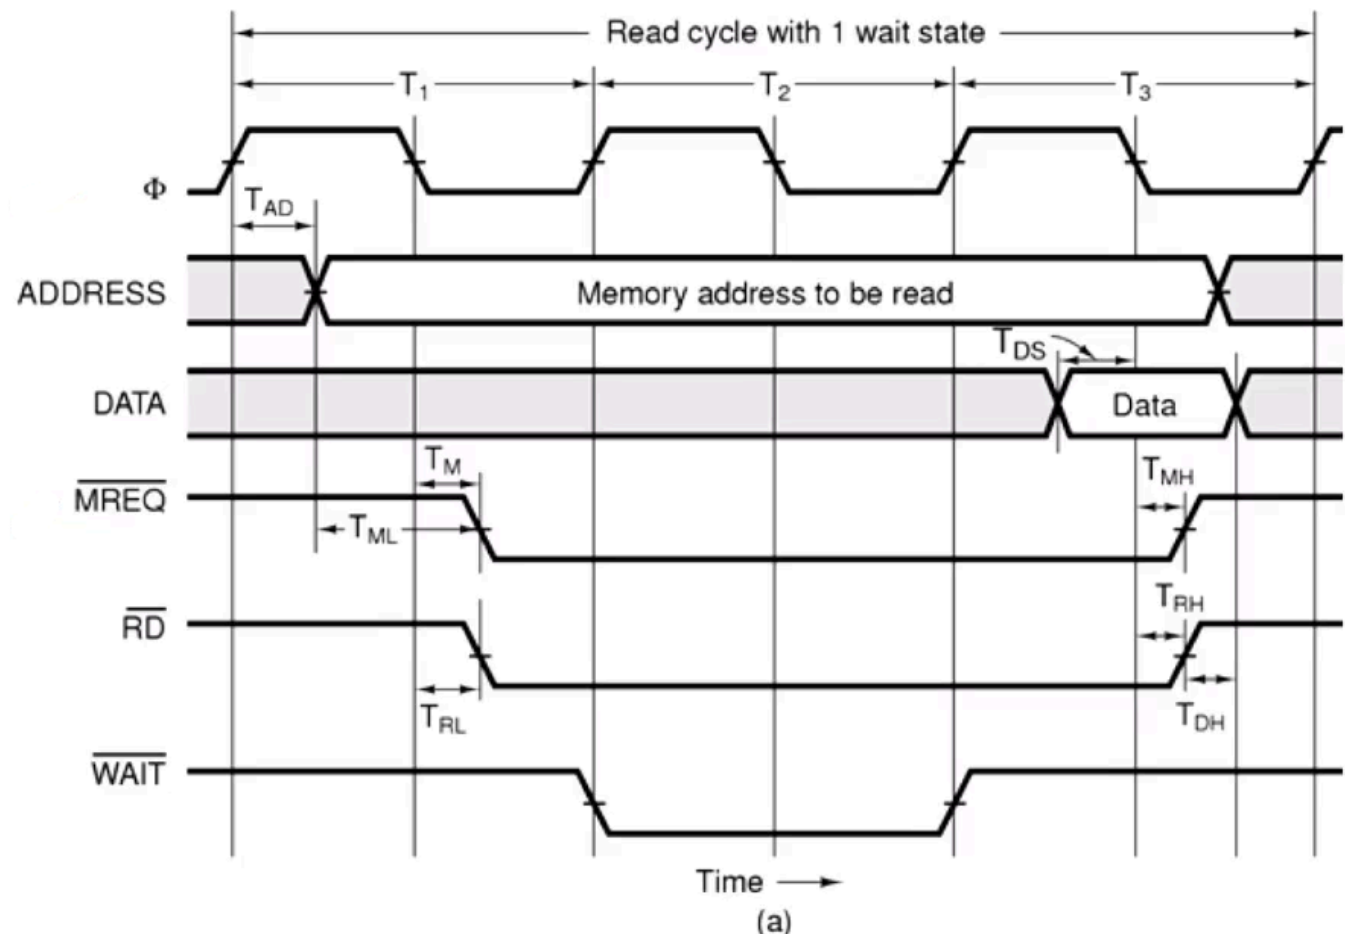 Read cycle with 1 wait state
T1 T2 T3
Φ
TAD
ADDRESS
Memory address to be read
TDS
DATA
Data
TM
TMH
MREQ
TML
TRH
RD
TRL
TDH
WAIT
Time
(a)